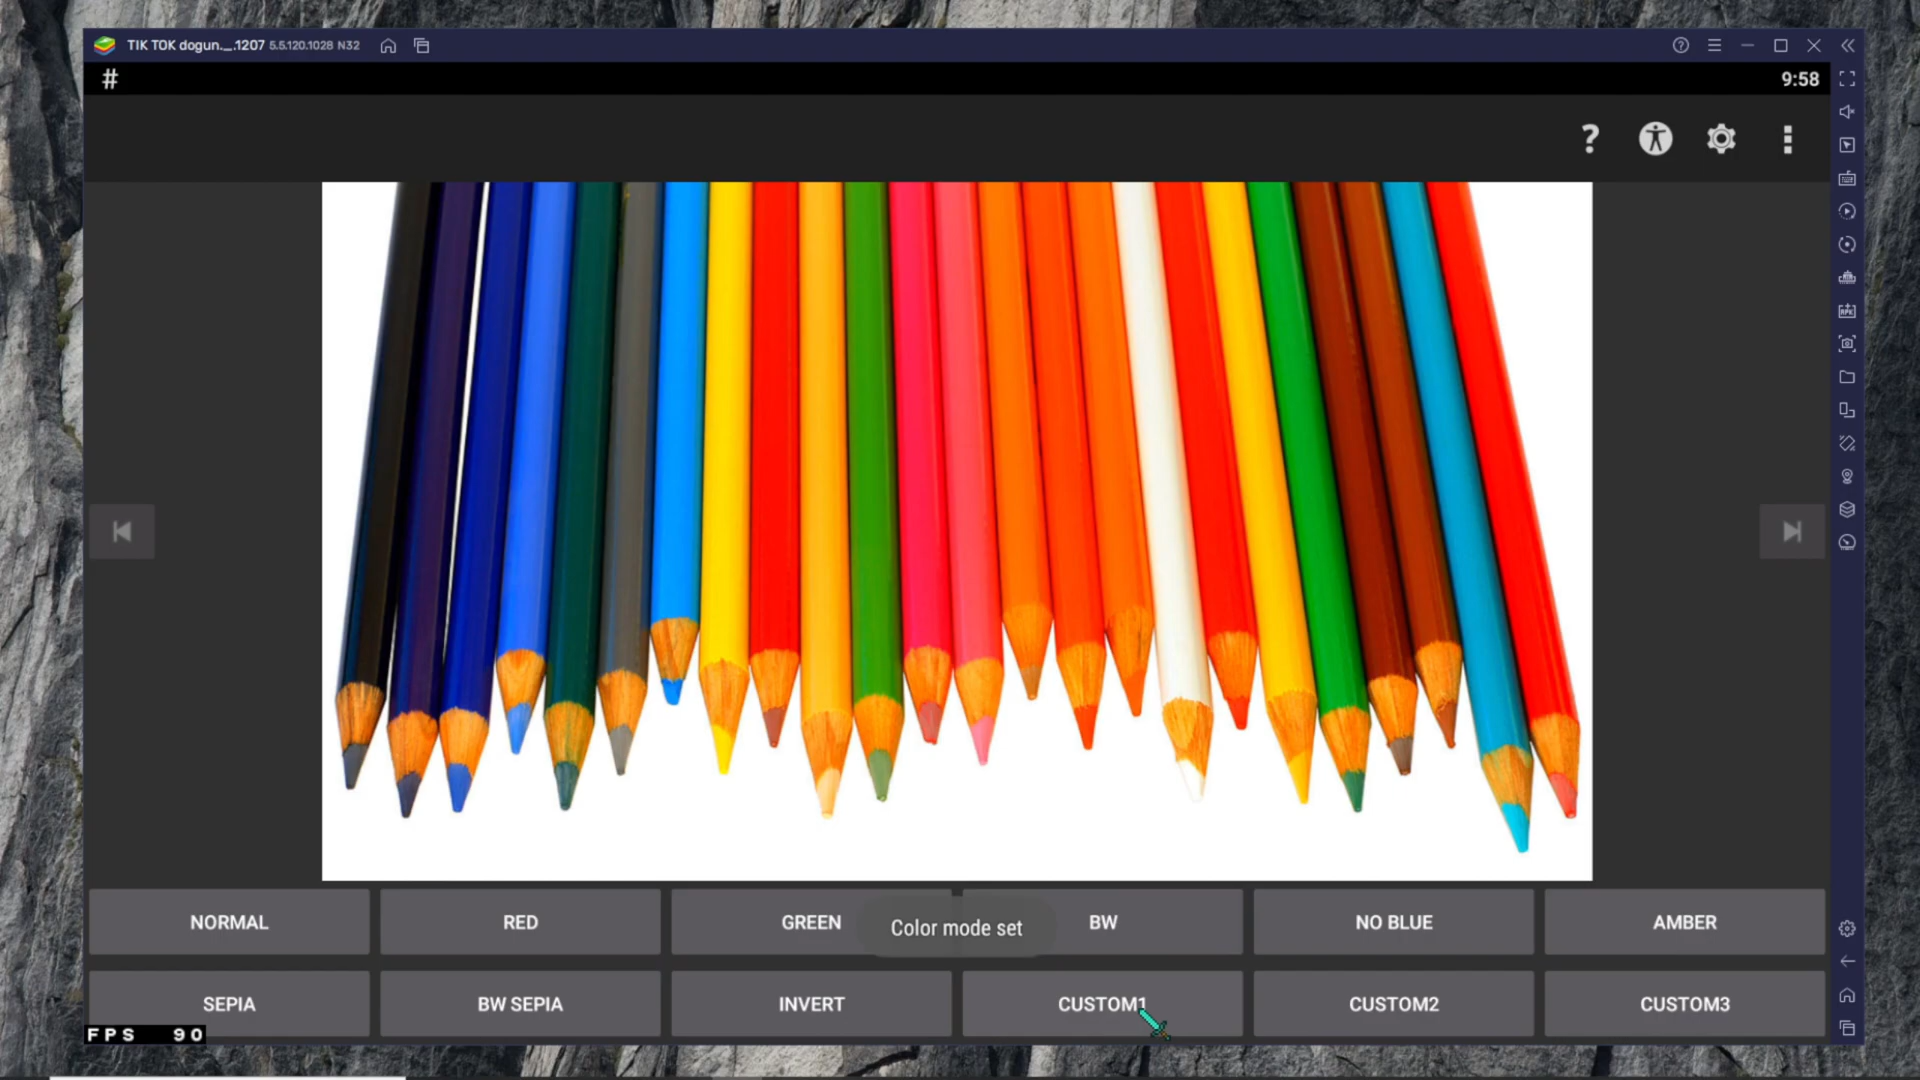 TIK TOK dogun._.1207 5.5.120.1028 N32
#
9:58
?
NORMAL RED GREEN BW NO BLUE AMBER
Color mode set
SEPIA BW SEPIA INVERT CUSTOM1 CUSTOM2 CUSTOM3
FPS 90